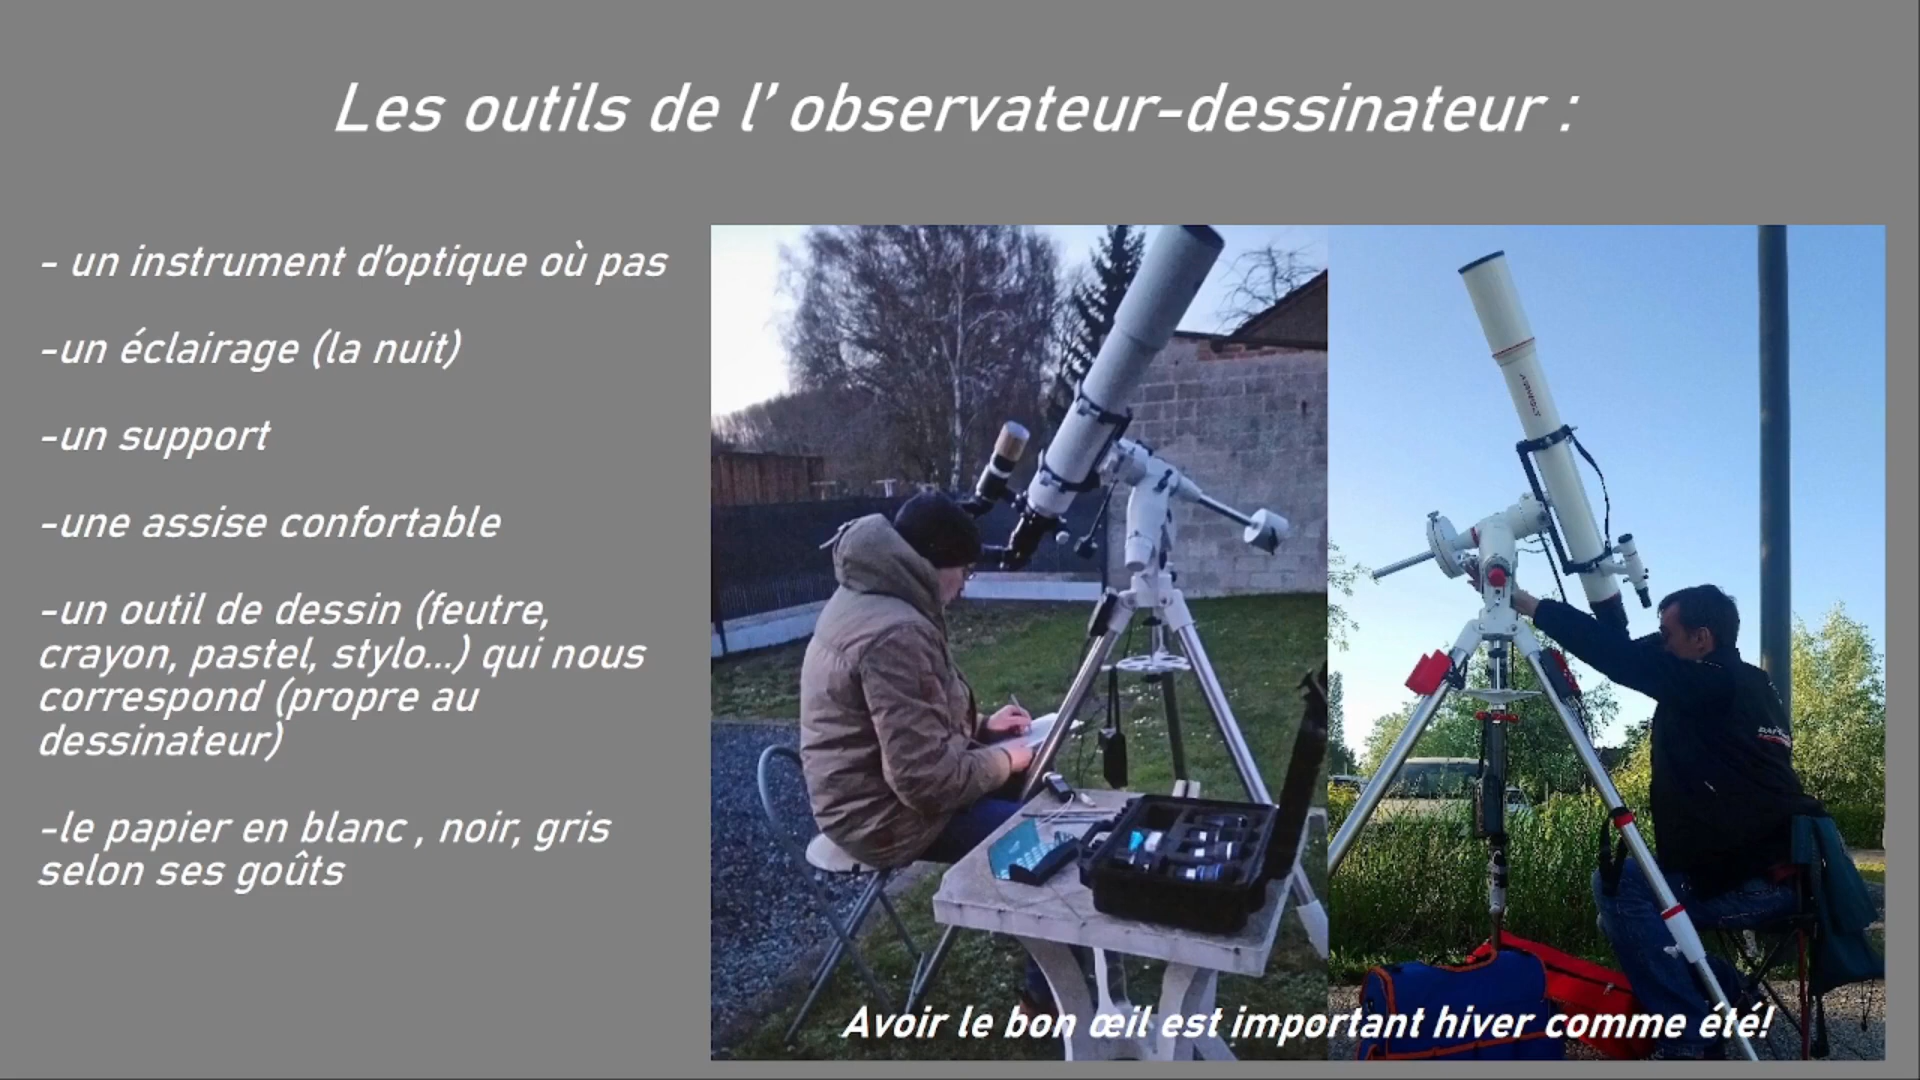 Les outils de l’ observateur-dessinateur :
- un instrument d’optique où pas
-un éclairage (la nuit)
-un support
-une assise confortable
-un outil de dessin (feutre,
crayon, pastel, stylo...) qui nous
correspond (propre au
dessinateur)
-le papier en blanc , noir, gris
selon ses goûts
Avoir le bon œil est important hiver comme été!